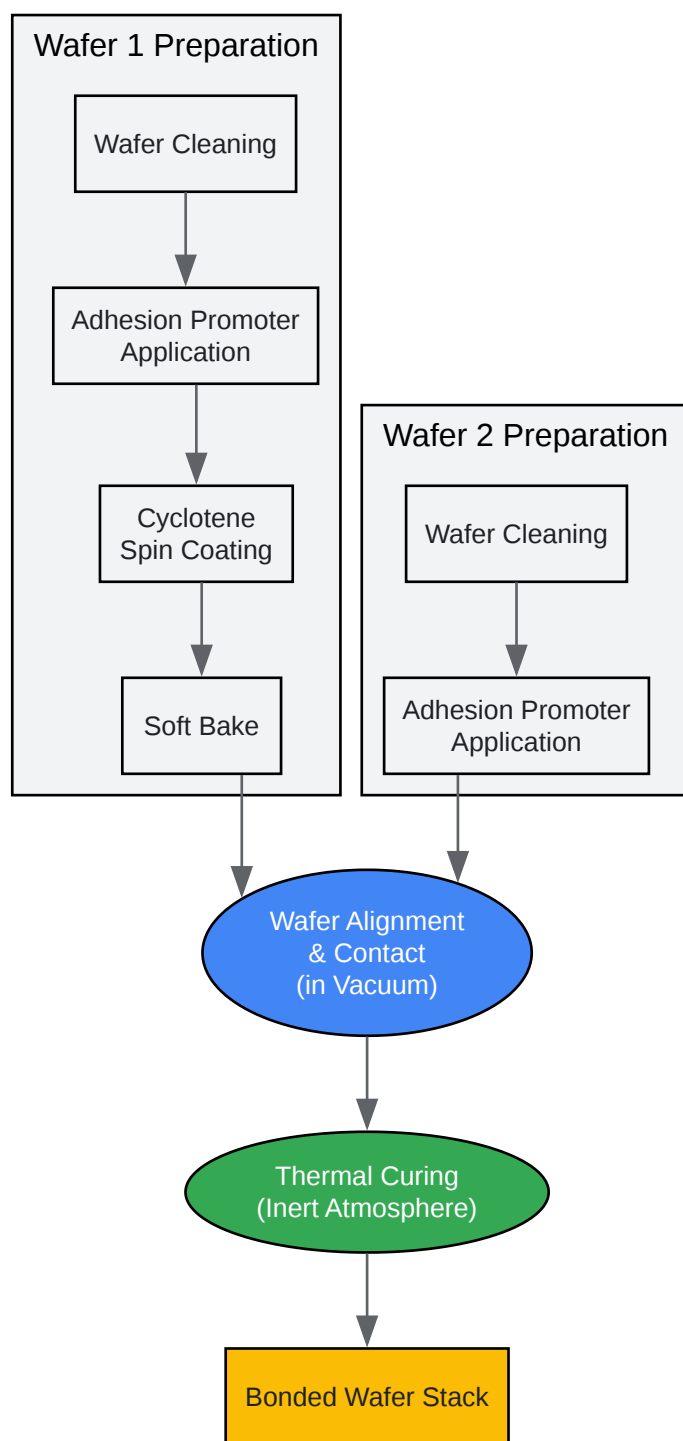 Wafer 1 Preparation
Wafer Cleaning
Adhesion Promoter
Application
Cyclotene
Spin Coating
Soft Bake
Wafer 2 Preparation
Wafer Cleaning
Adhesion Promoter
Application
Wafer Alignment
& Contact
(in Vacuum)
Thermal Curing
(Inert Atmosphere)
Bonded Wafer Stack